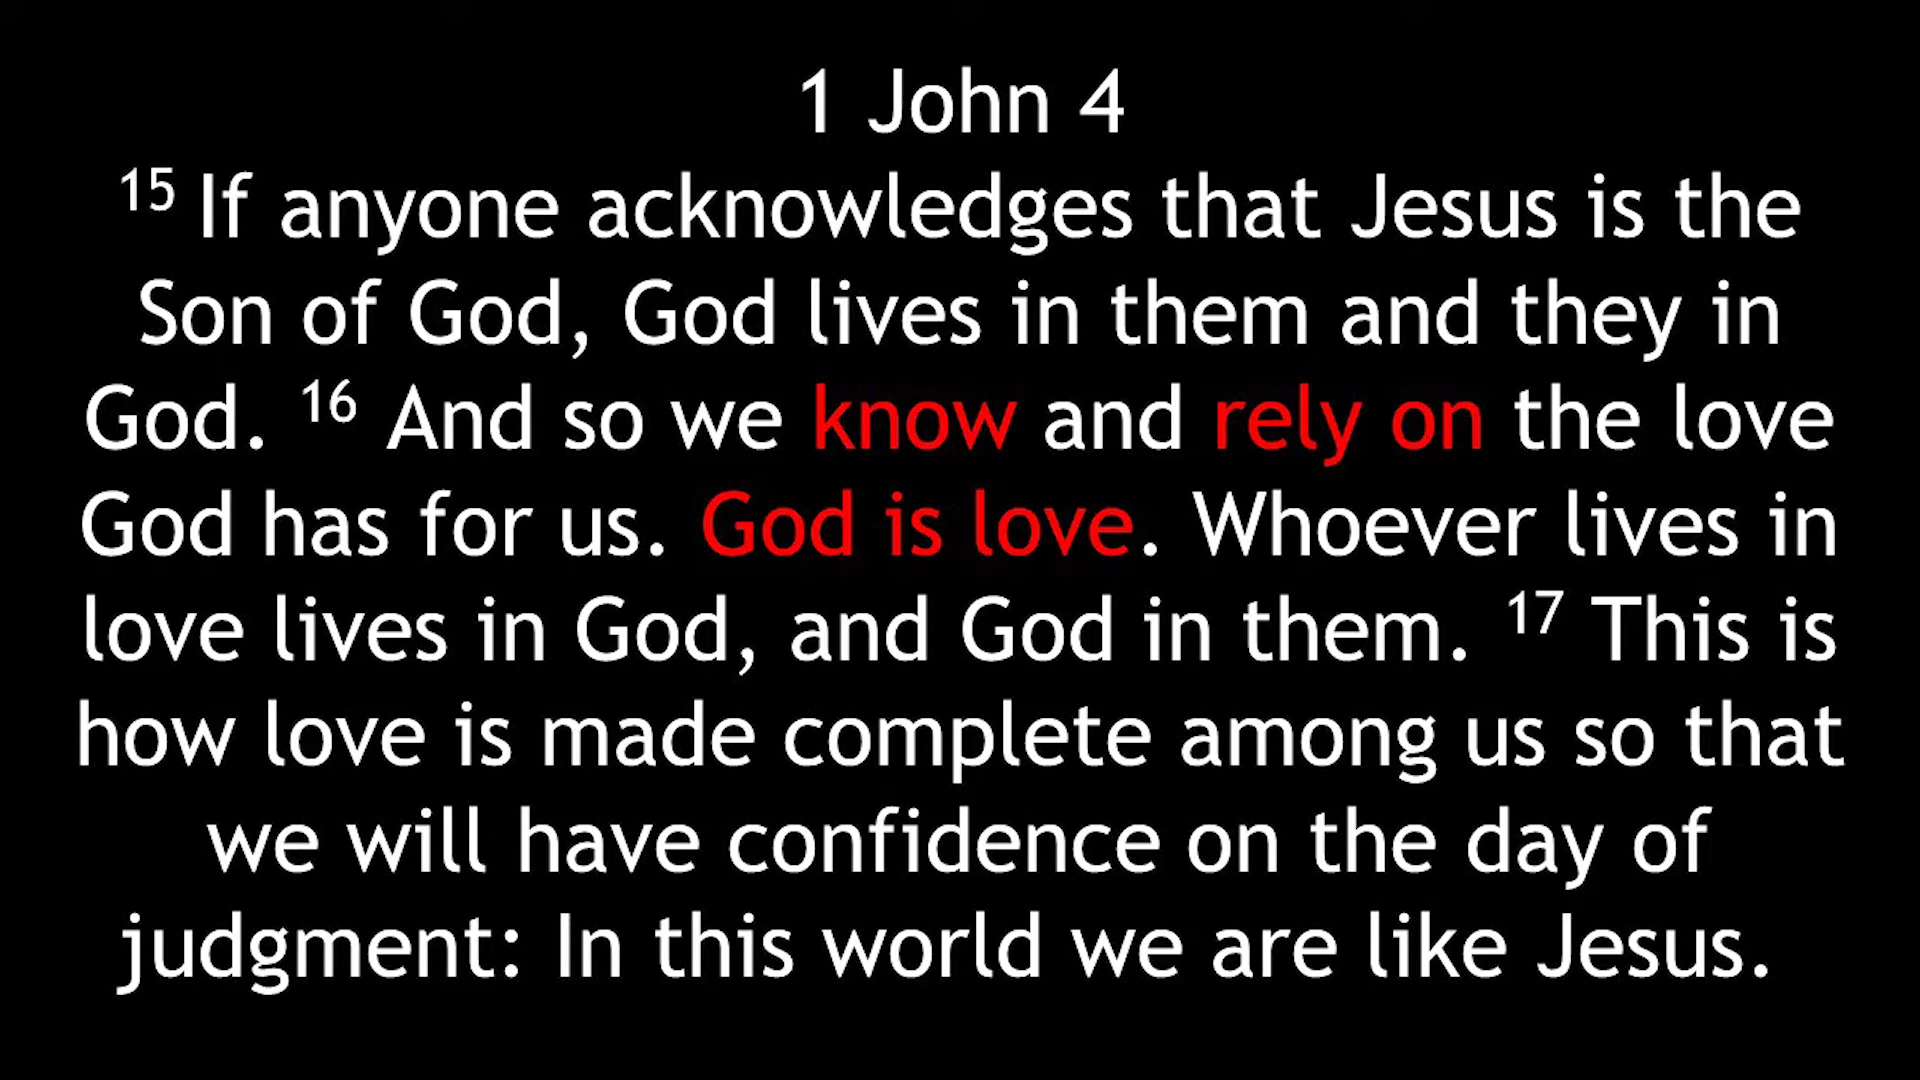 1 John 4
15 If anyone acknowledges that Jesus is the
Son of God, God lives in them and they in
God. 16 And so we know and rely on the love
God has for us. God is love. Whoever lives in
love lives in God, and God in them. 17 This is
how love is made complete among us so that
we will have confidence on the day of
judgment: In this world we are like Jesus.